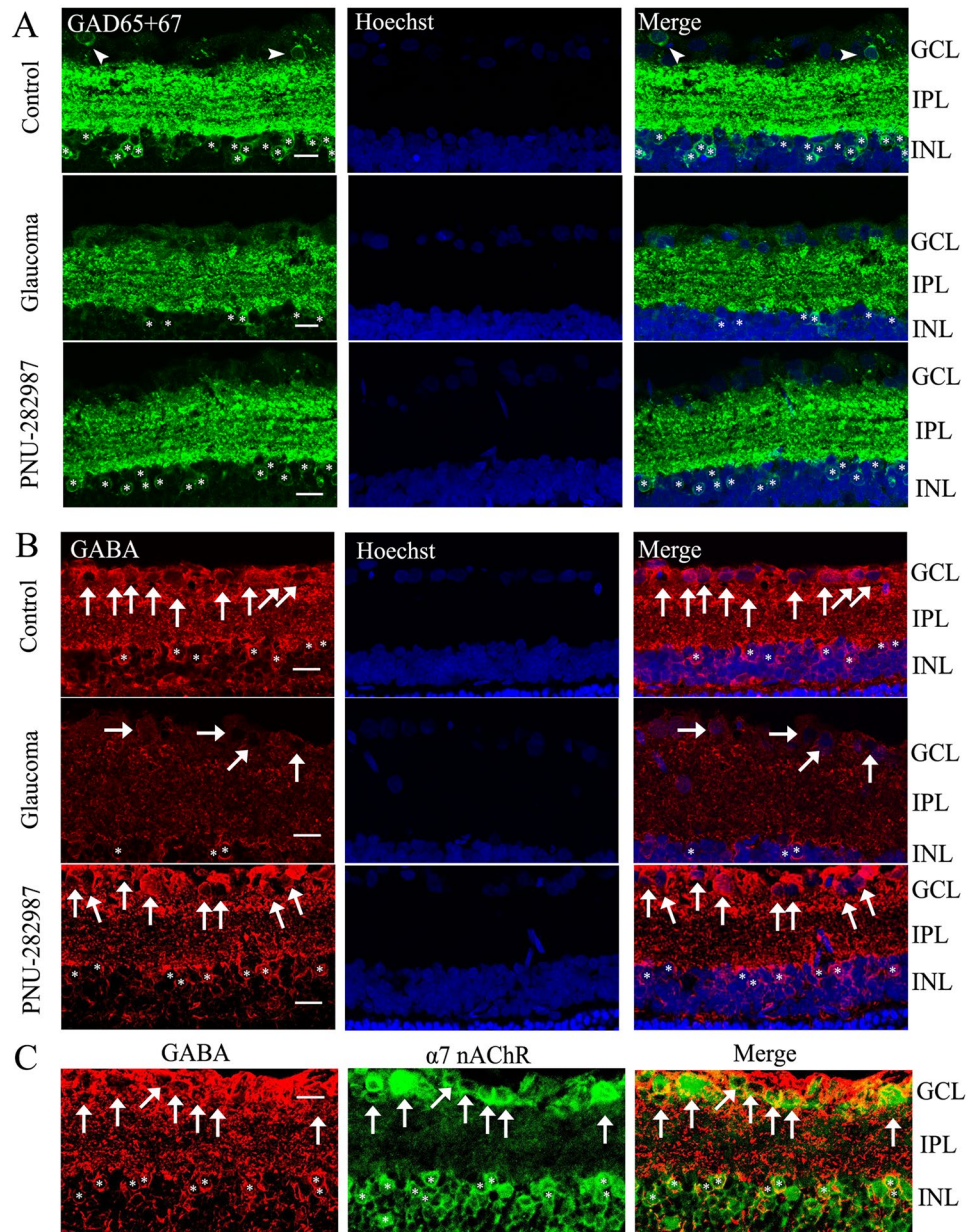 A
GAD65+67 Hoechst Merge
Control
GCL
IPL
INL
Glaucoma
GCL
IPL
INL
PNU-282987
GCL
IPL
INL
B
GABA Hoechst Merge
Control
GCL
IPL
INL
Glaucoma
GCL
IPL
INL
PNU-282987
GCL
IPL
INL
C
GABA α7 nAChR Merge
GCL
IPL
INL